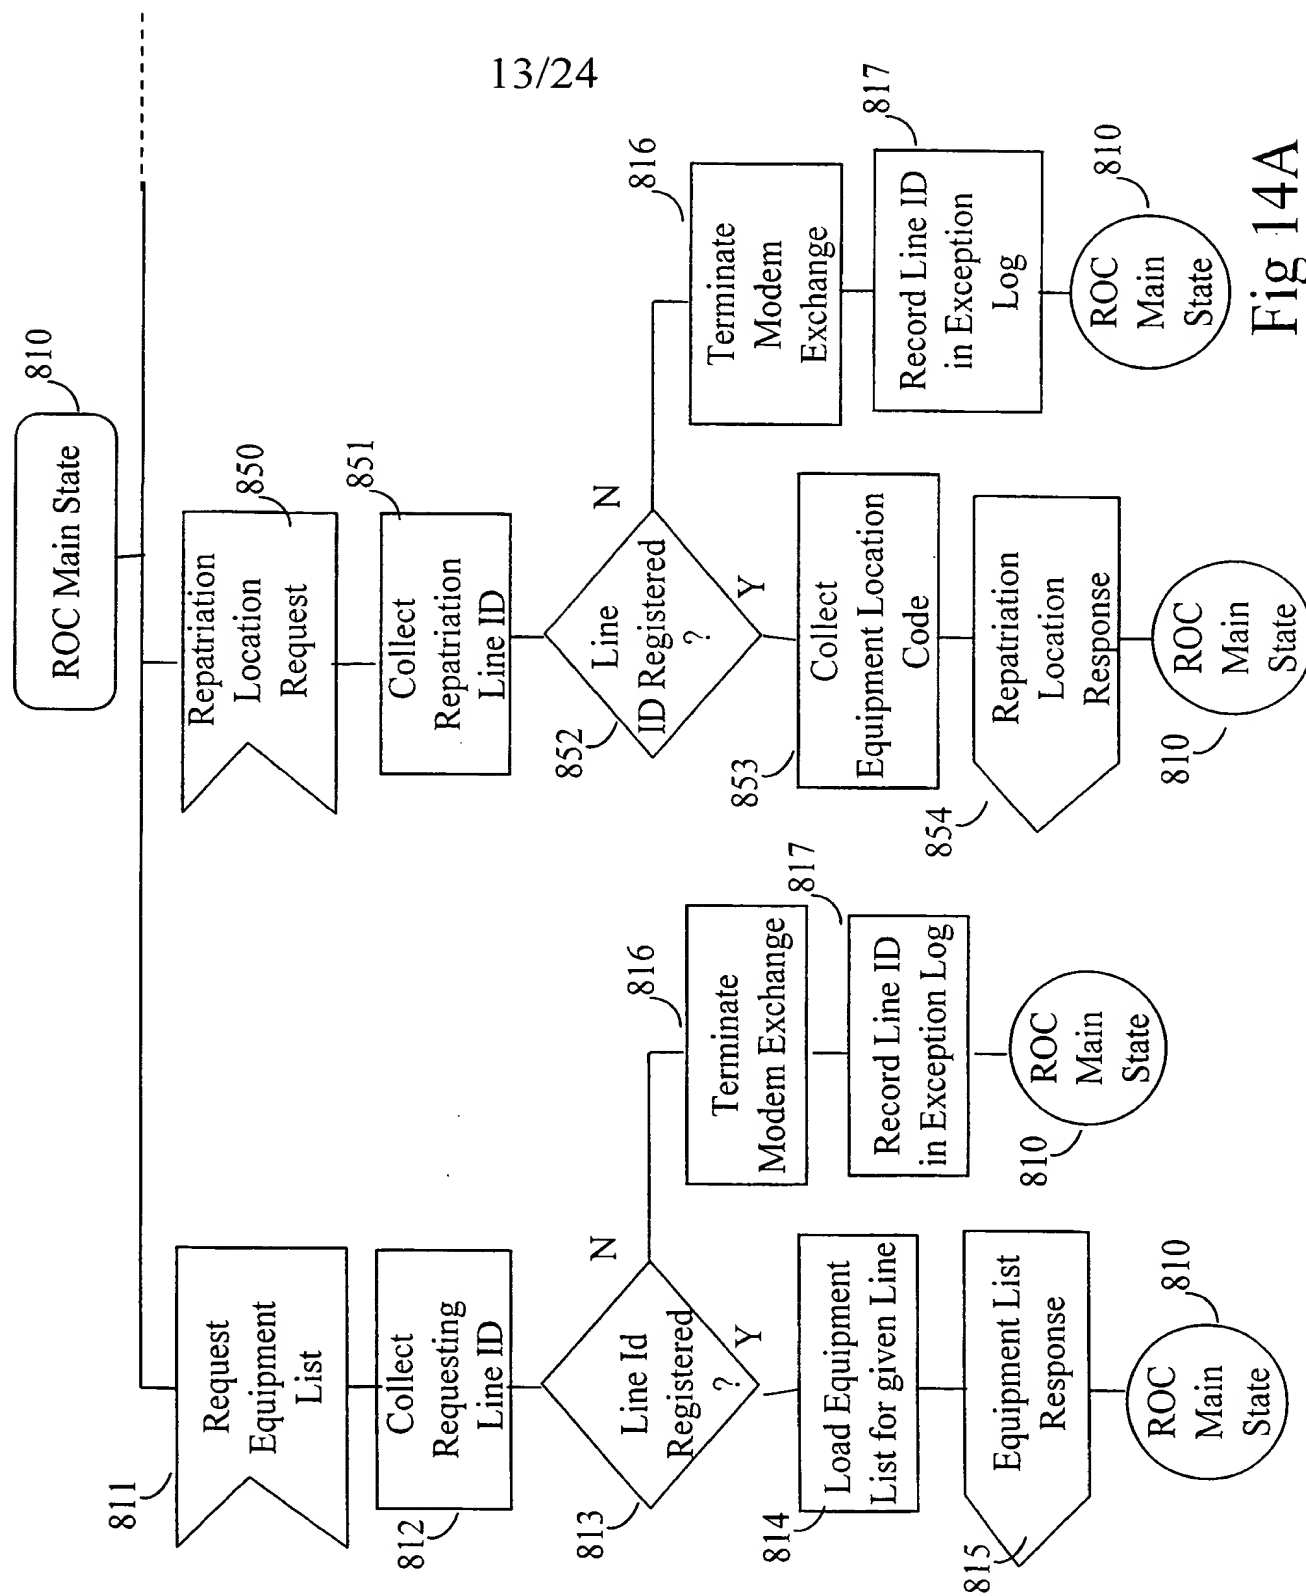 13/24
ROC Main State
810
Request
Equipment
List
811
Collect
Requesting
Line ID
812
Line Id
Registered
?
813
N
Y
Load Equipment
List for given Line
814
Equipment List
Response
815
ROC
Main
State
810
Terminate
Modem Exchange
816
Record Line ID
in Exception Log
817
ROC
Main
State
810
Repatriation
Location
Request
850
Collect
Repatriation
Line ID
851
Line
ID Registered
?
852
N
Y
Collect
Equipment Location
Code
853
Repatriation
Location
Response
854
ROC
Main
State
810
Terminate
Modem
Exchange
816
Record Line ID
in Exception
Log
817
ROC
Main
State
810
Fig 14A